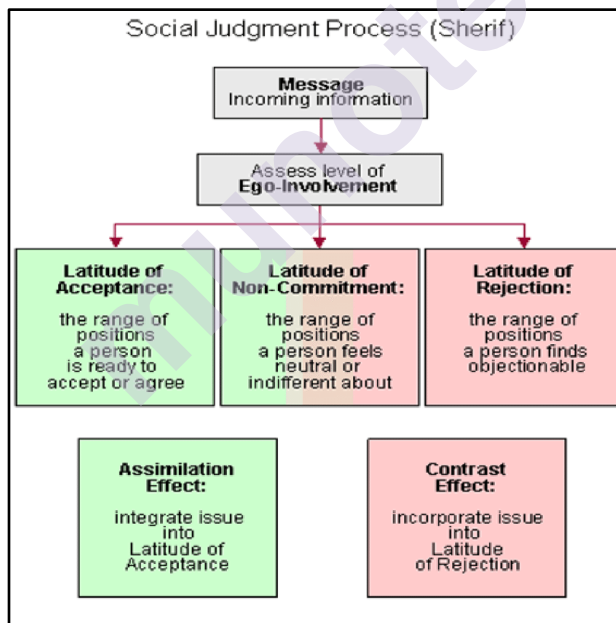 Social Judgment Process (Sherif)
Message
Incoming information
Assess level of
Ego-Involvement
Latitude of
Acceptance:
the range of
positions
a person
is ready to
accept or agree
Latitude of
Non-Commitment:
the range of
positions
a person feels
neutral or
indifferent about
Latitude of
Rejection:
the range of
positions
a person finds
objectionable
Assimilation
Effect:
integrate issue
into
Latitude of
Acceptance
Contrast
Effect:
incorporate issue
into
Latitude
of Rejection
munote